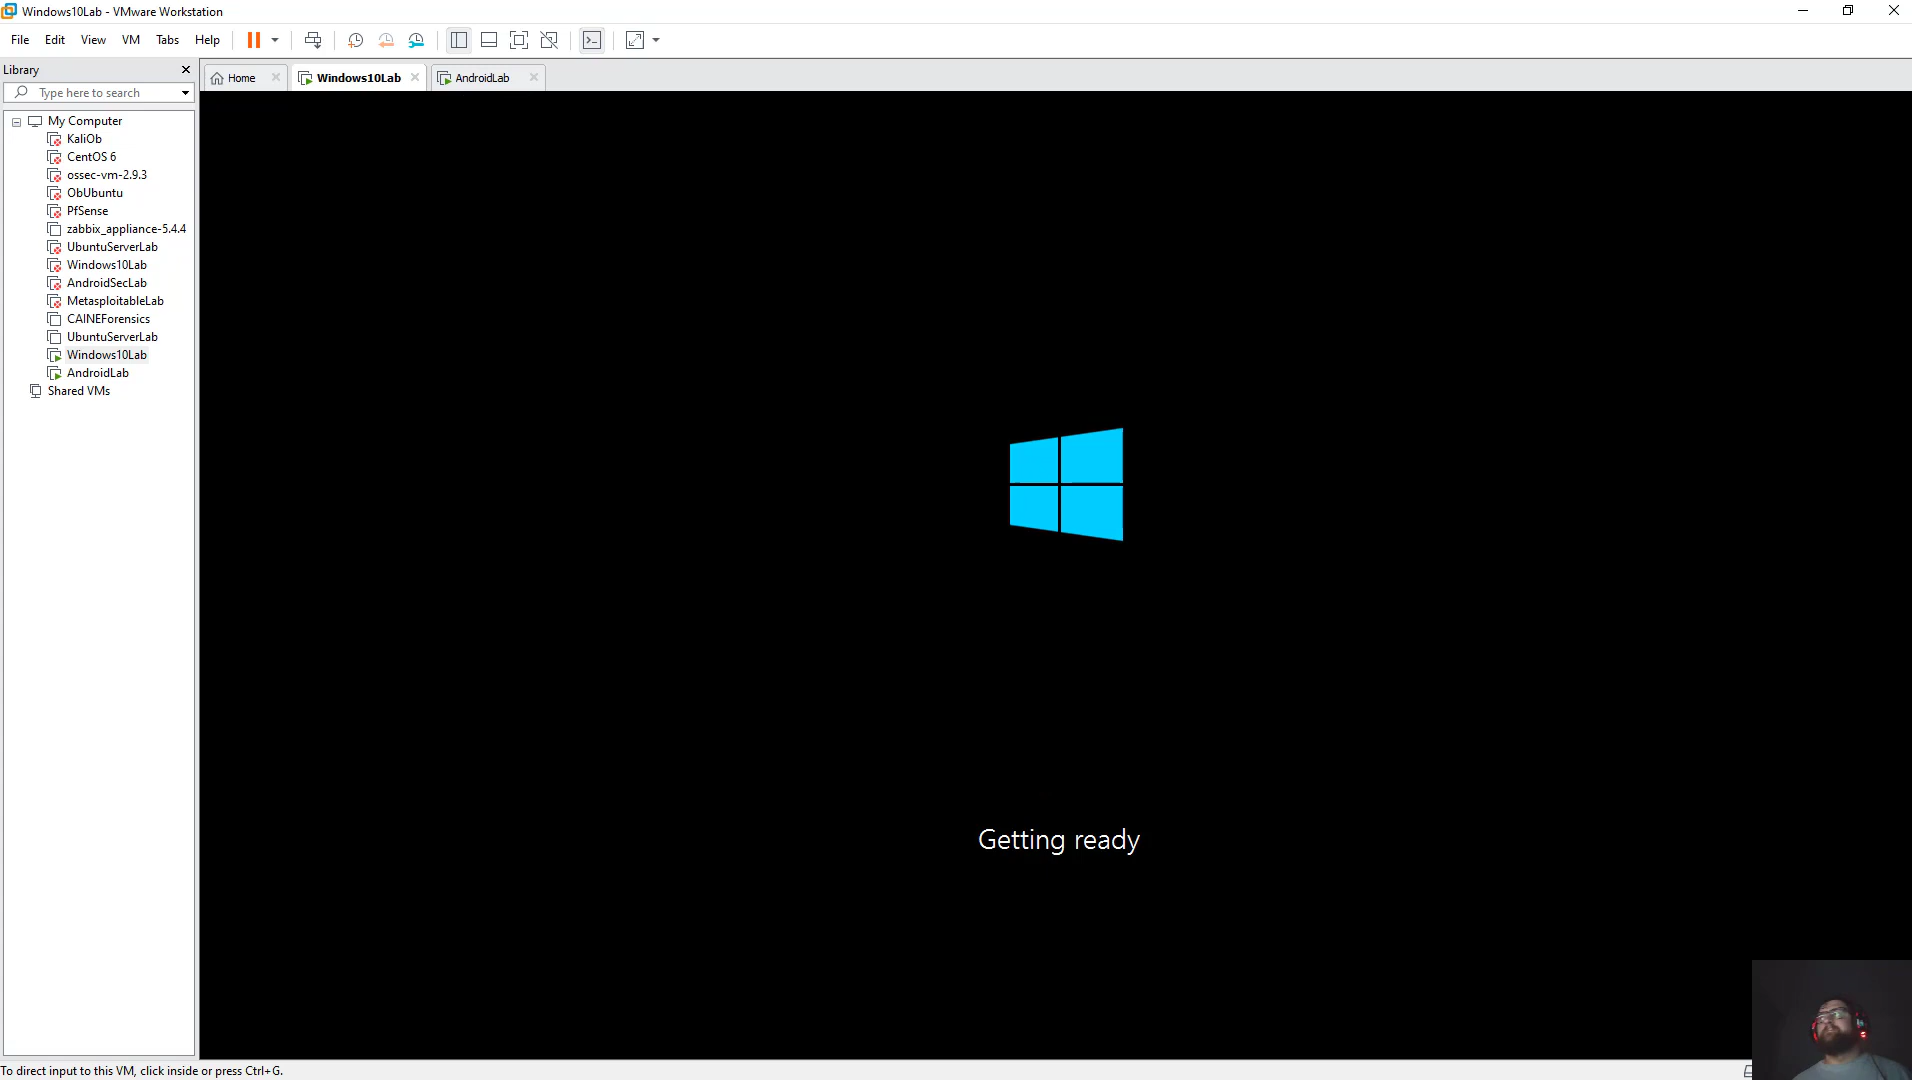 Windows10Lab - VMware Workstation
File Edit View VM Tabs Help
Library
Home Windows10Lab AndroidLab
Type here to search
My Computer
KaliOb
CentOS 6
ossec-vm-2.9.3
ObUbuntu
PfSense
zabbix_appliance-5.4.4
UbuntuServerLab
Windows10Lab
AndroidSecLab
MetasploitableLab
CAINEForensics
UbuntuServerLab
Windows10Lab
AndroidLab
Shared VMs
Getting ready
To direct input to this VM, click inside or press Ctrl+G.